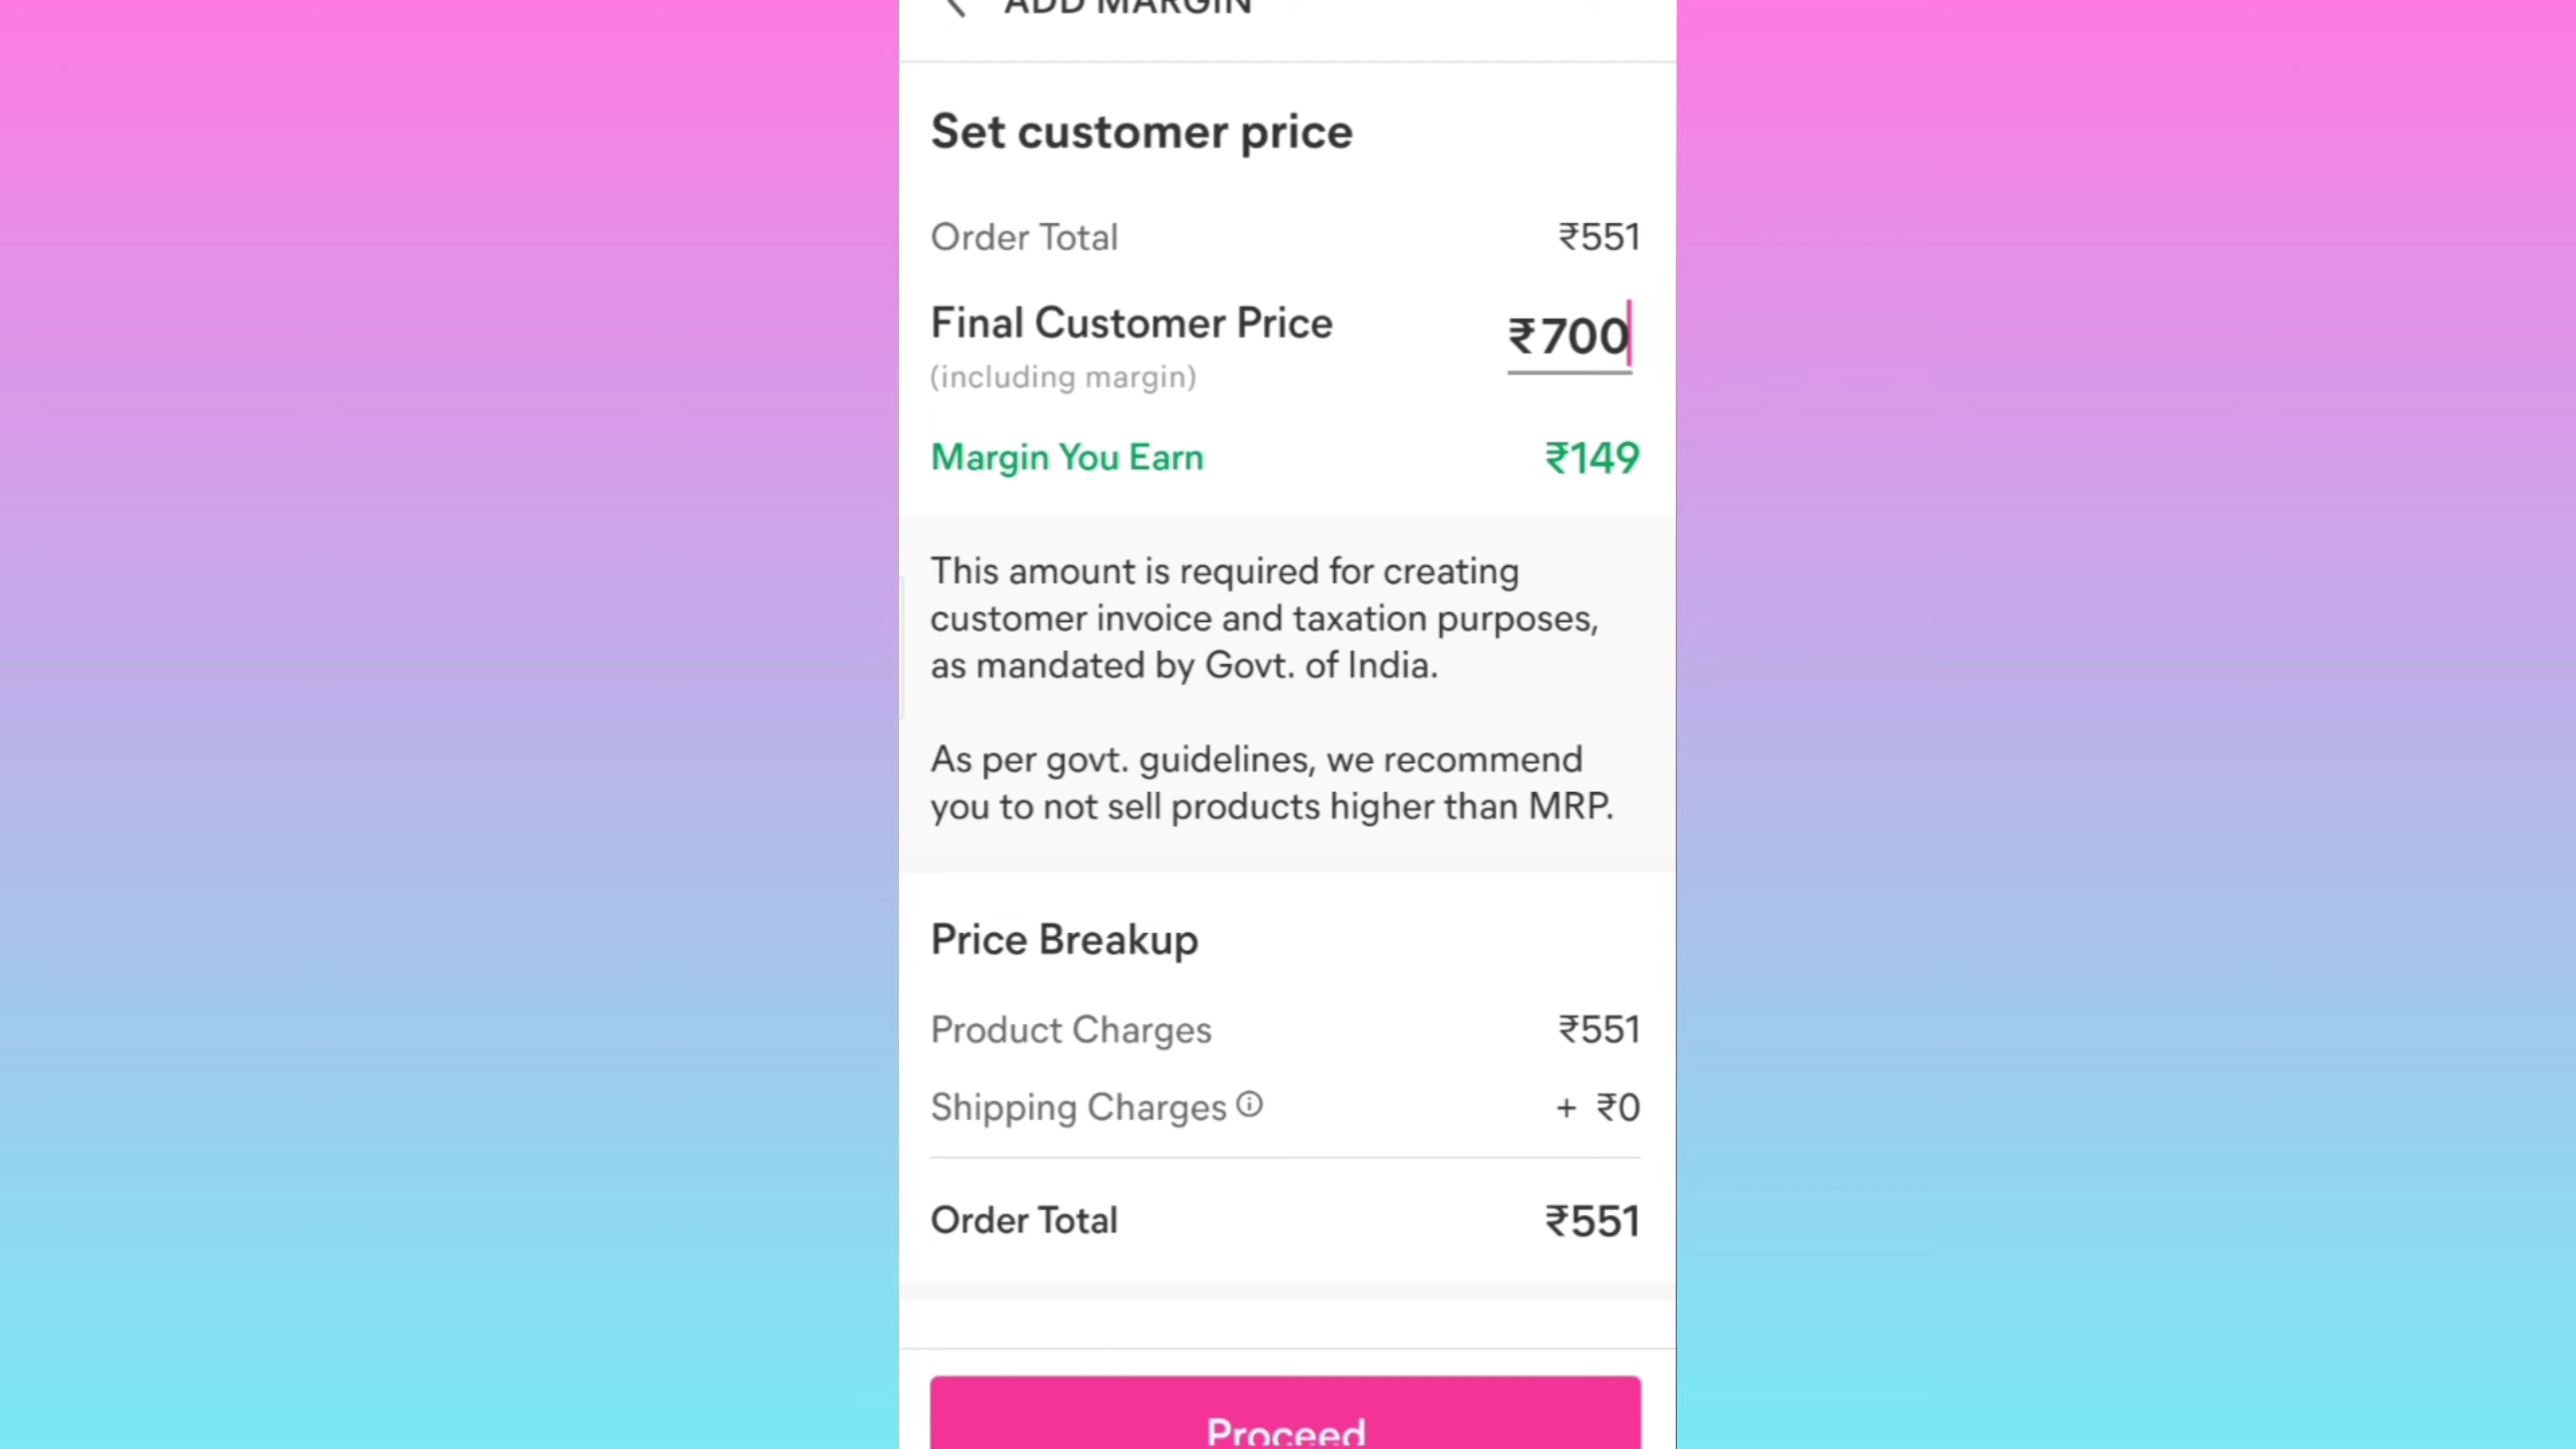 ADD MARGIN
Set customer price
Order Total ₹551
Final Customer Price ₹700
(including margin)
Margin You Earn ₹149
This amount is required for creating
customer invoice and taxation purposes,
as mandated by Govt. of India.
As per govt. guidelines, we recommend
you to not sell products higher than MRP.
Price Breakup
Product Charges ₹551
Shipping Charges + ₹0
Order Total ₹551
Proceed